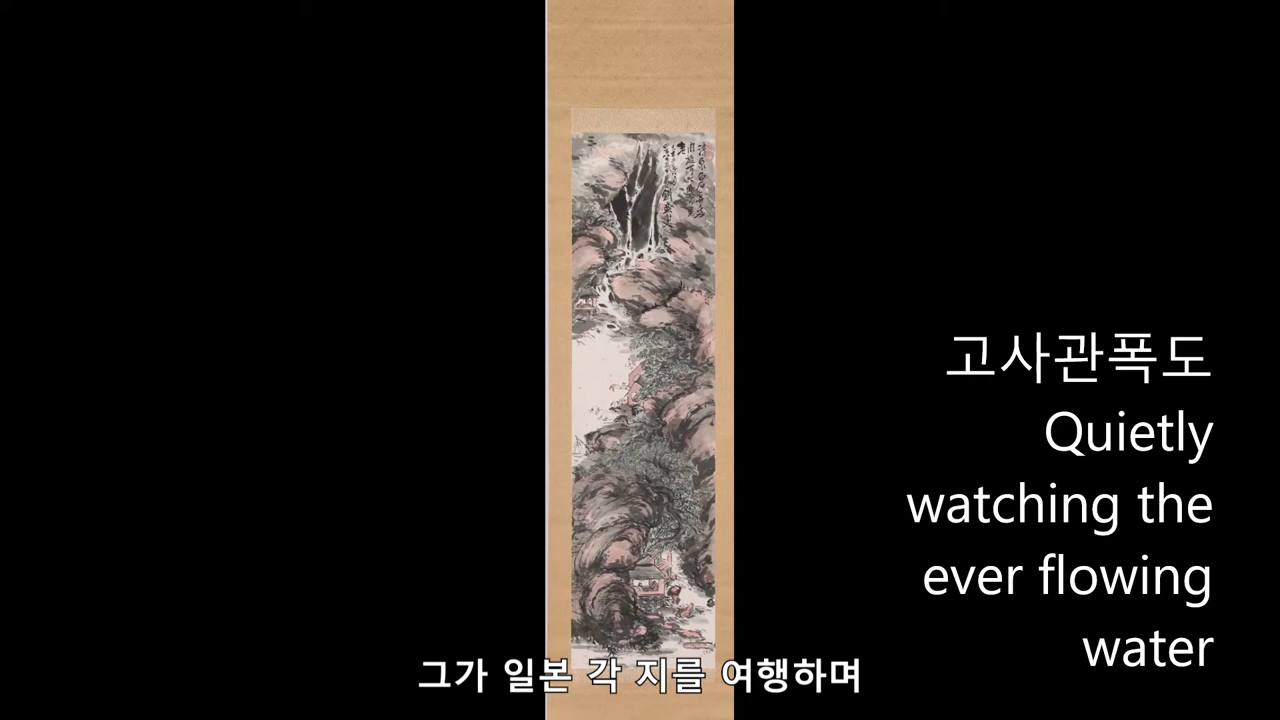 고사관폭도
Quietly
watching the
ever flowing
water
그가 일본 각 지를 여행하며